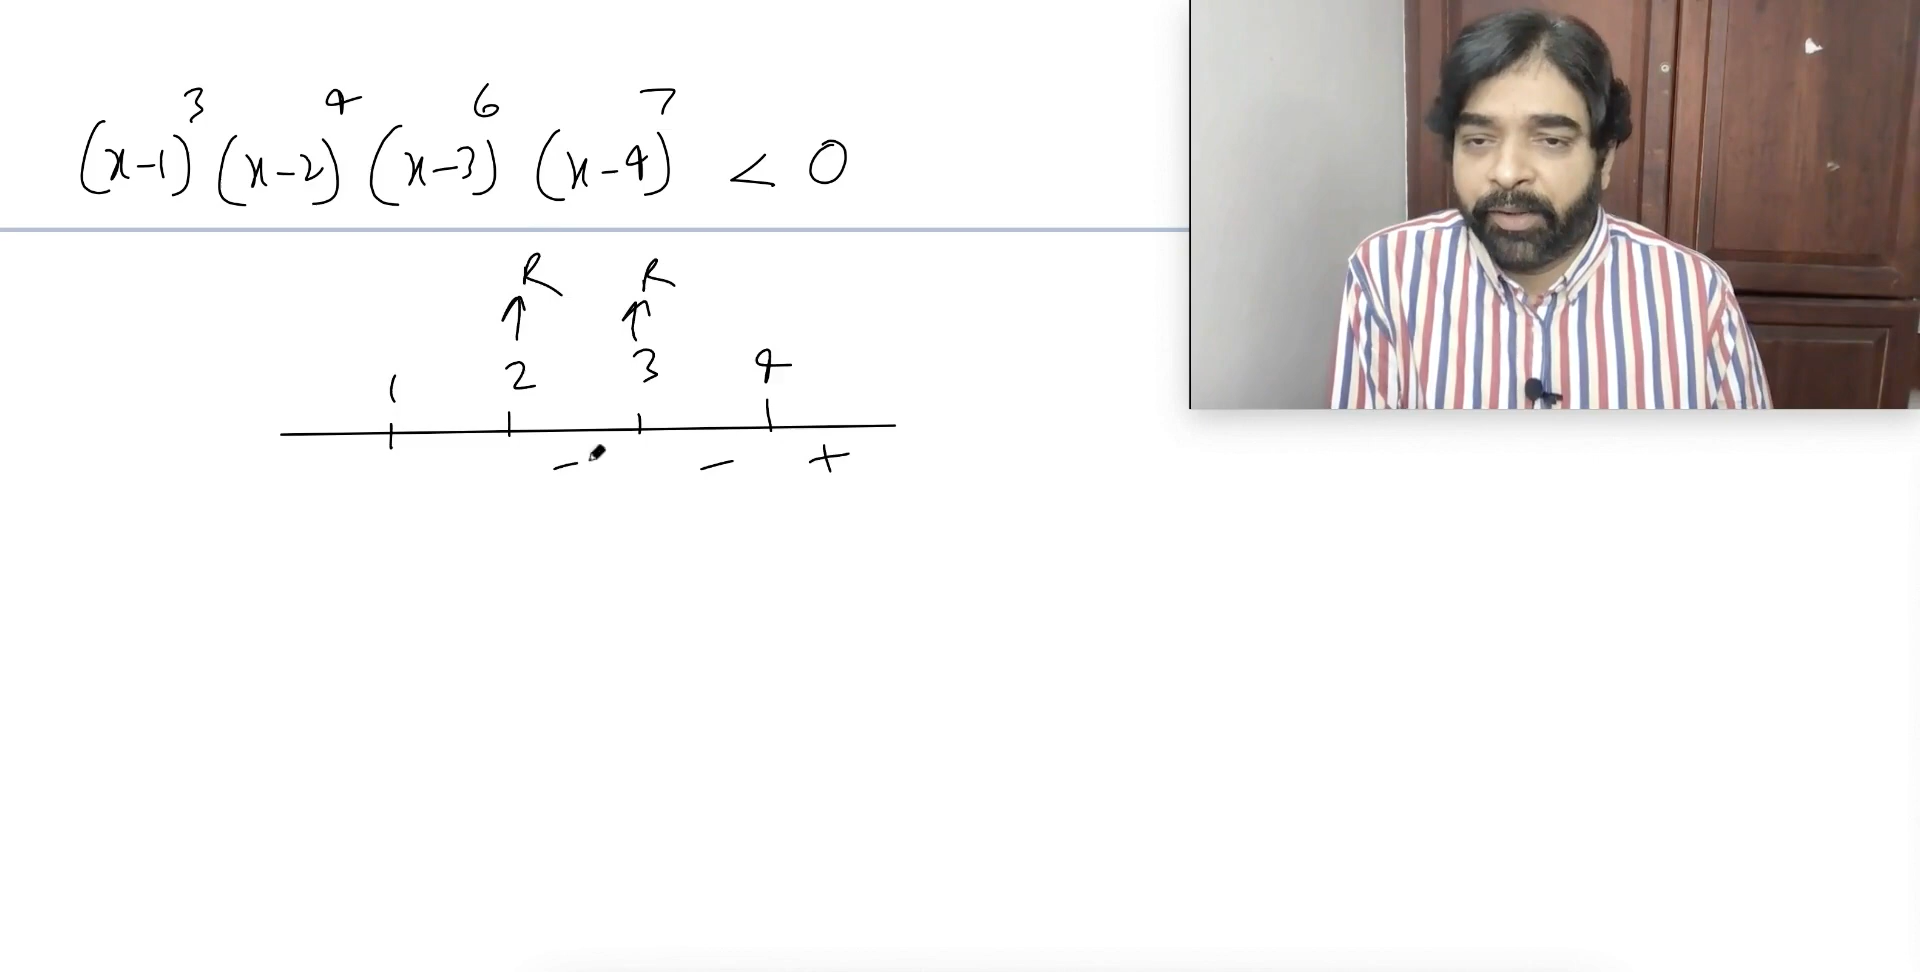 (x-1)³ (x-2)⁴ (x-3)⁶ (x-4)⁷ < 0
R R
↑ ↑
1 2 3 4
- - +